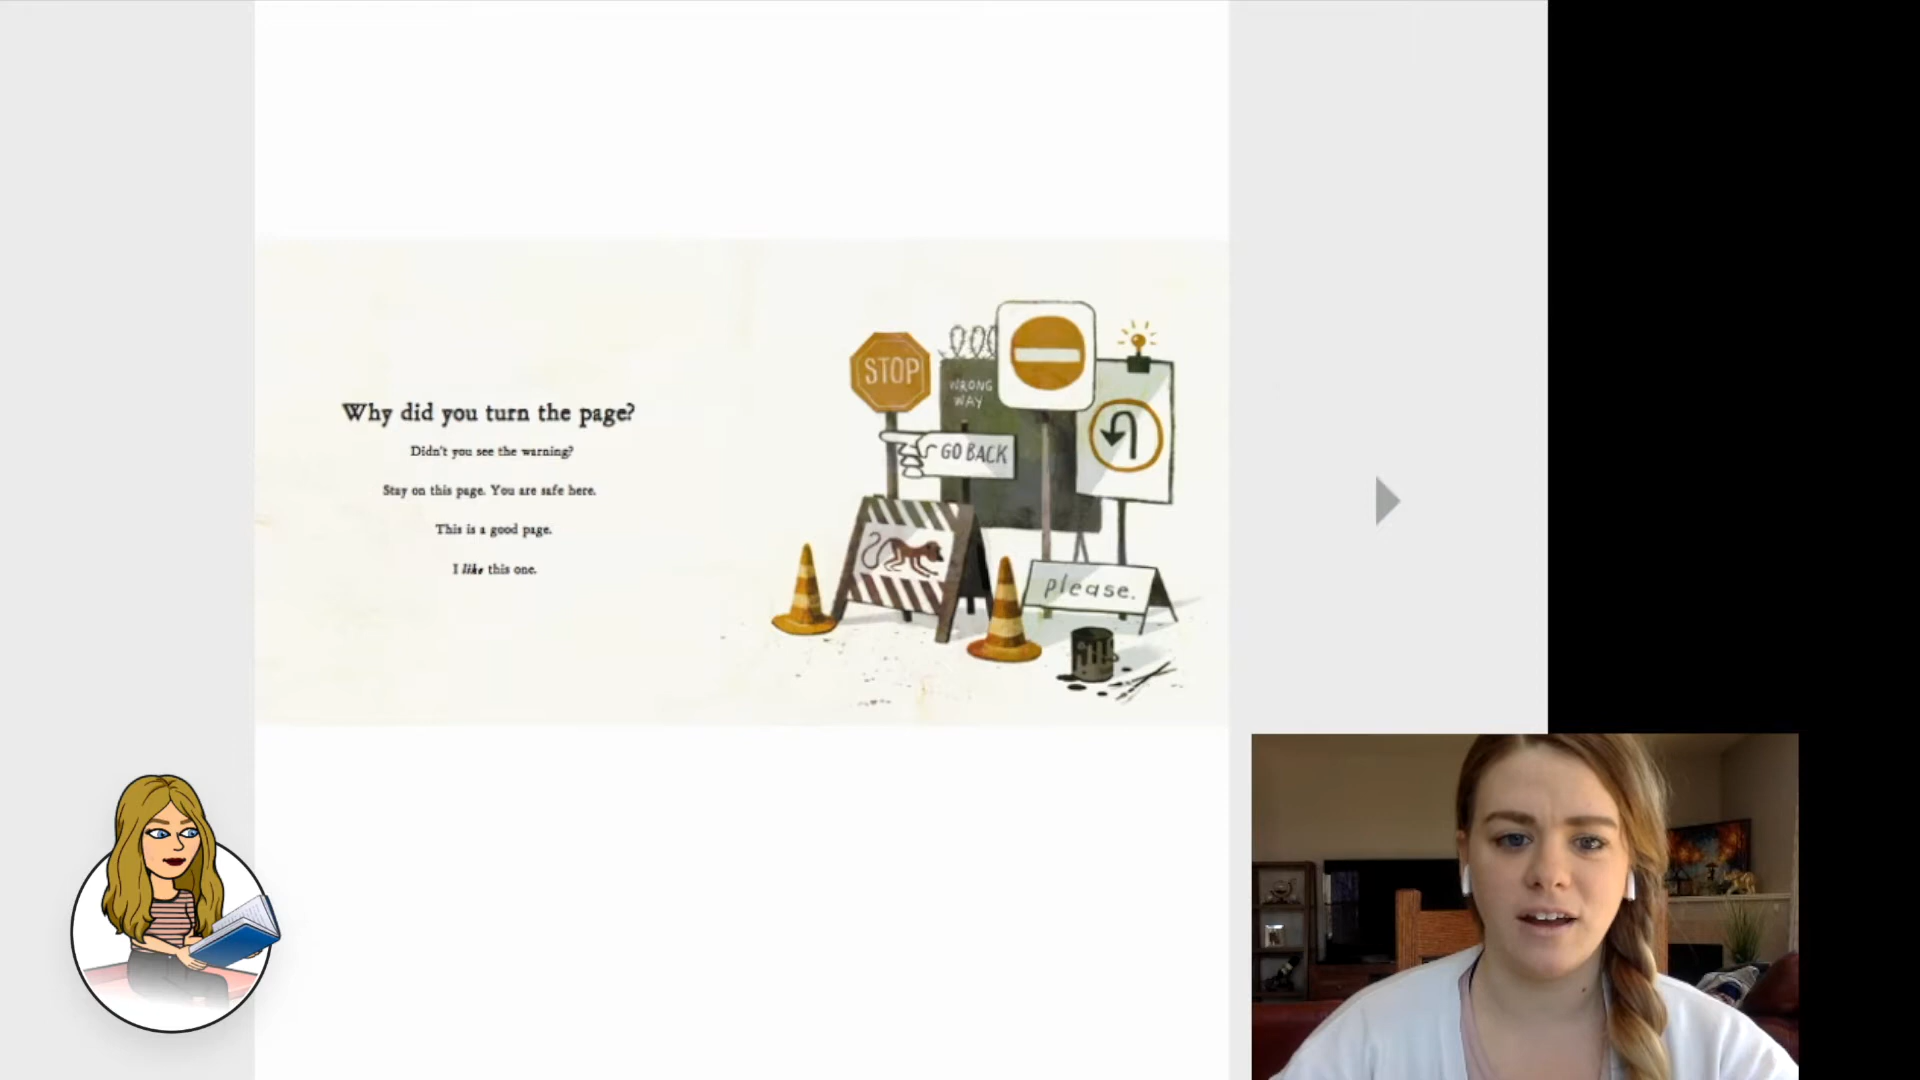 Why did you turn the page?
Didn't you see the warning?
Stay on this page. You are safe here.
This is a good page.
I like this one.
STOP
WRONG
WAY
GO BACK
please.